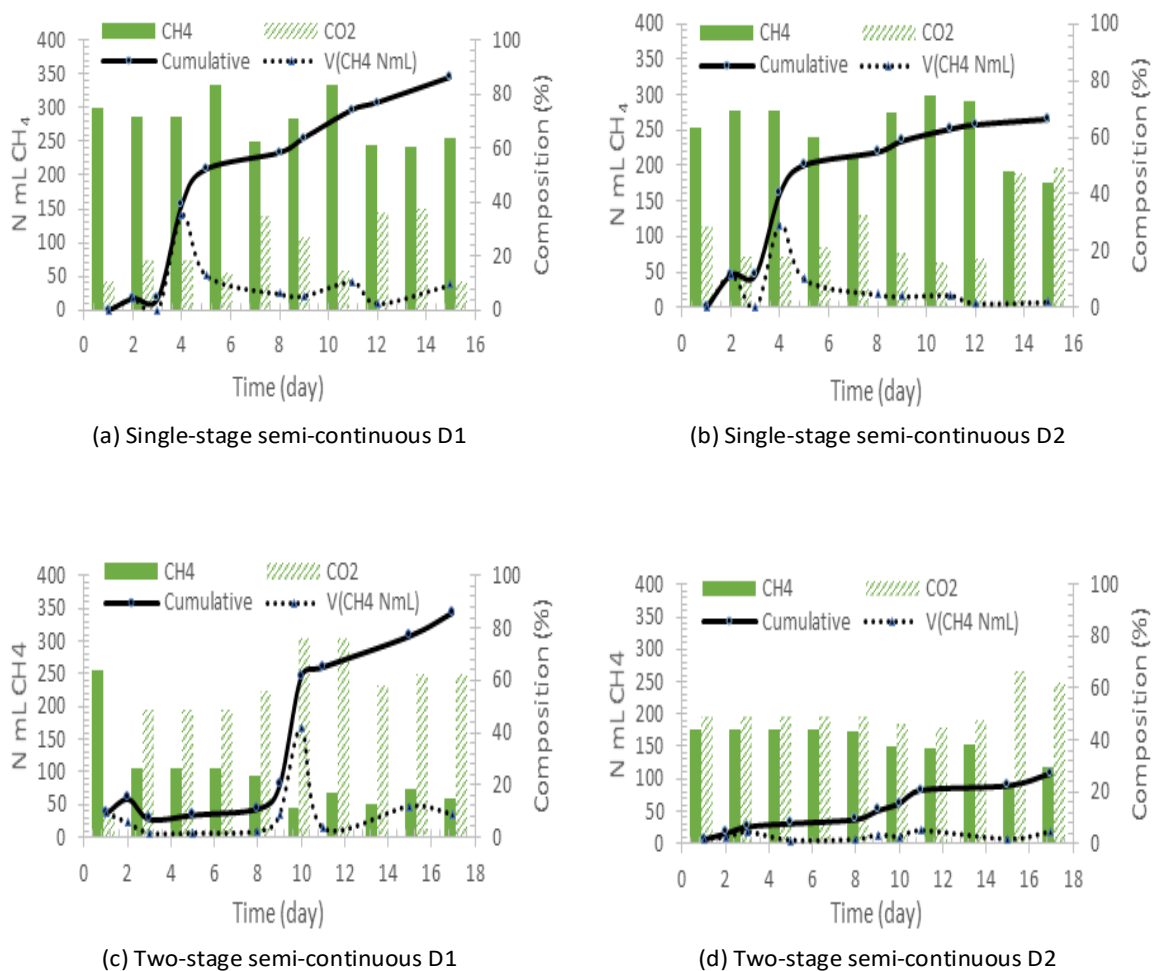 CH4 CO2
Cumulative V(CH4 NmL)
400 350 300 250 200 150 100 50 0
N mL CH₄
100 80 60 40 20 0
Composition (%)
0 2 4 6 8 10 12 14 16
Time (day)
(a) Single-stage semi-continuous D1
CH4 CO2
Cumulative V(CH4 NmL)
400 350 300 250 200 150 100 50 0
N mL CH₄
100 80 60 40 20 0
Composition (%)
0 2 4 6 8 10 12 14 16
Time (day)
(b) Single-stage semi-continuous D2
CH4 CO2
Cumulative V(CH4 NmL)
400 350 300 250 200 150 100 50 0
N mL CH4
100 80 60 40 20 0
Composition (%)
0 2 4 6 8 10 12 14 16 18
Time (day)
(c) Two-stage semi-continuous D1
CH4 CO2
Cumulative V(CH4 NmL)
400 350 300 250 200 150 100 50 0
N mL CH4
100 80 60 40 20 0
Composition (%)
0 2 4 6 8 10 12 14 16 18
Time (day)
(d) Two-stage semi-continuous D2